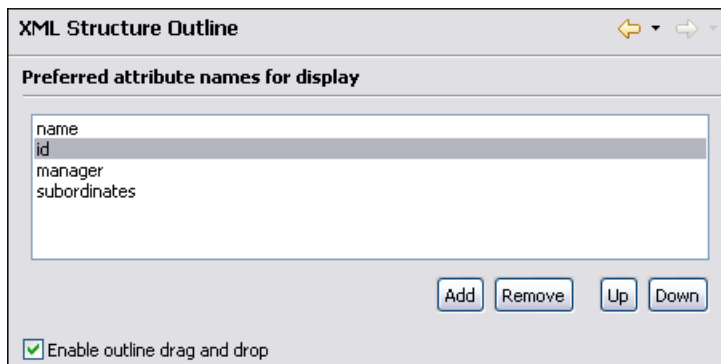 XML Structure Outline
Preferred attribute names for display
name
id
manager
subordinates
Add Remove Up Down
Enable outline drag and drop